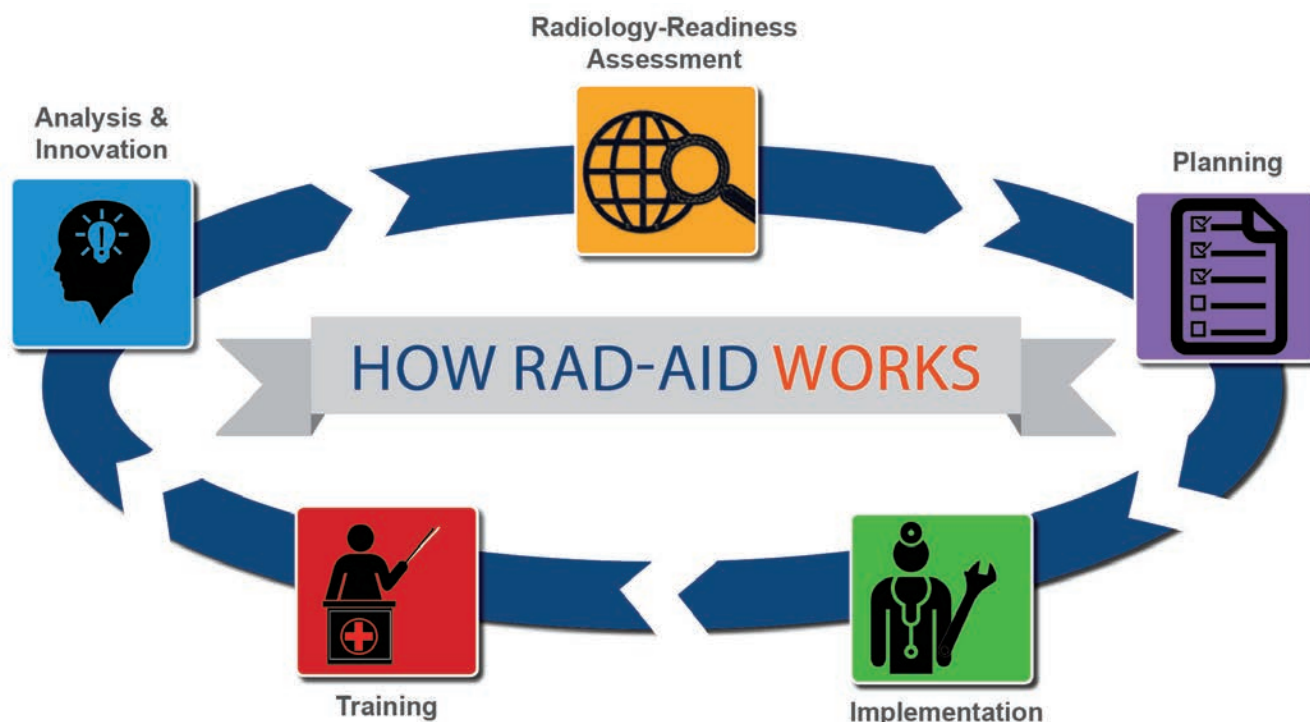 Radiology-Readiness
Assessment
Analysis &
Innovation
Planning
HOW RAD-AID WORKS
Training
Implementation